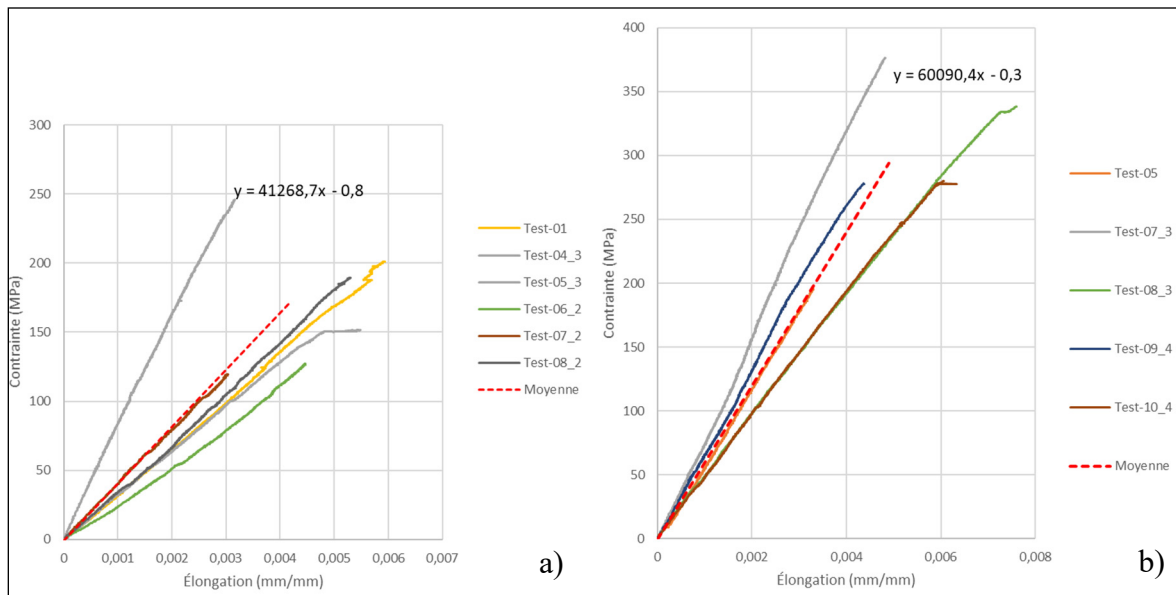 300
250
200
150
100
50
0
Contrainte (MPa)
y = 41268,7x - 0,8
0
0,001
0,002
0,003
0,004
0,005
0,006
0,007
Élongation (mm/mm)
Test-01
Test-04_3
Test-05_3
Test-06_2
Test-07_2
Test-08_2
Moyenne
a)
400
350
300
250
200
150
100
50
0
Contrainte (MPa)
y = 60090,4x - 0,3
0
0,002
0,004
0,006
0,008
Élongation (mm/mm)
Test-05
Test-07_3
Test-08_3
Test-09_4
Test-10_4
Moyenne
b)